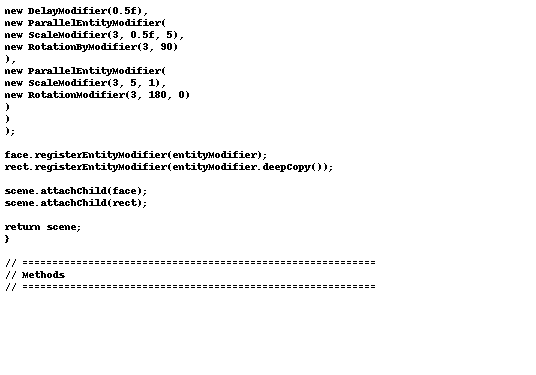 new DelayModifier(0.5f),
new ParallelEntityModifier(
new ScaleModifier(3, 0.5f, 5),
new RotationByModifier(3, 90)
),
new ParallelEntityModifier(
new ScaleModifier(3, 5, 1),
new RotationModifier(3, 180, 0)
)
)
);
face.registerEntityModifier(entityModifier);
rect.registerEntityModifier(entityModifier.deepCopy());
scene.attachChild(face);
scene.attachChild(rect);
return scene;
}
// ===========================================================
// Methods
// ===========================================================